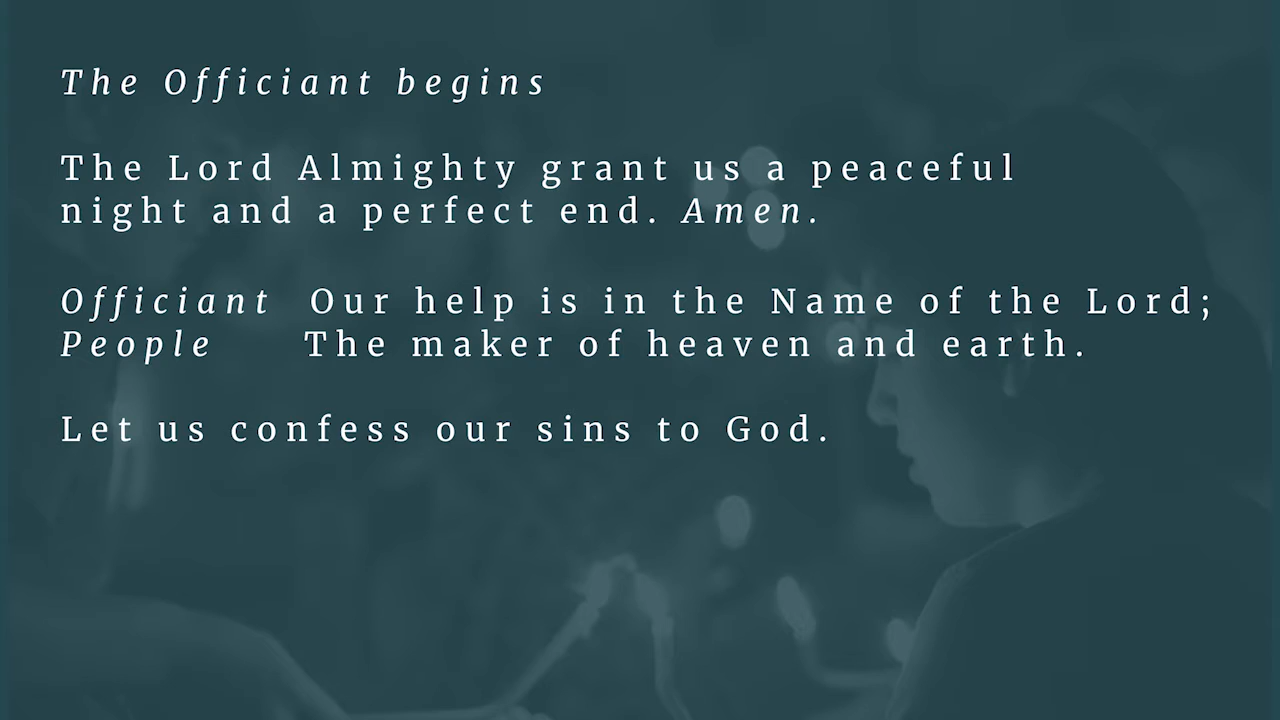 The Officiant begins
The Lord Almighty grant us a peaceful
night and a perfect end. Amen.
Officiant Our help is in the Name of the Lord;
People The maker of heaven and earth.
Let us confess our sins to God.